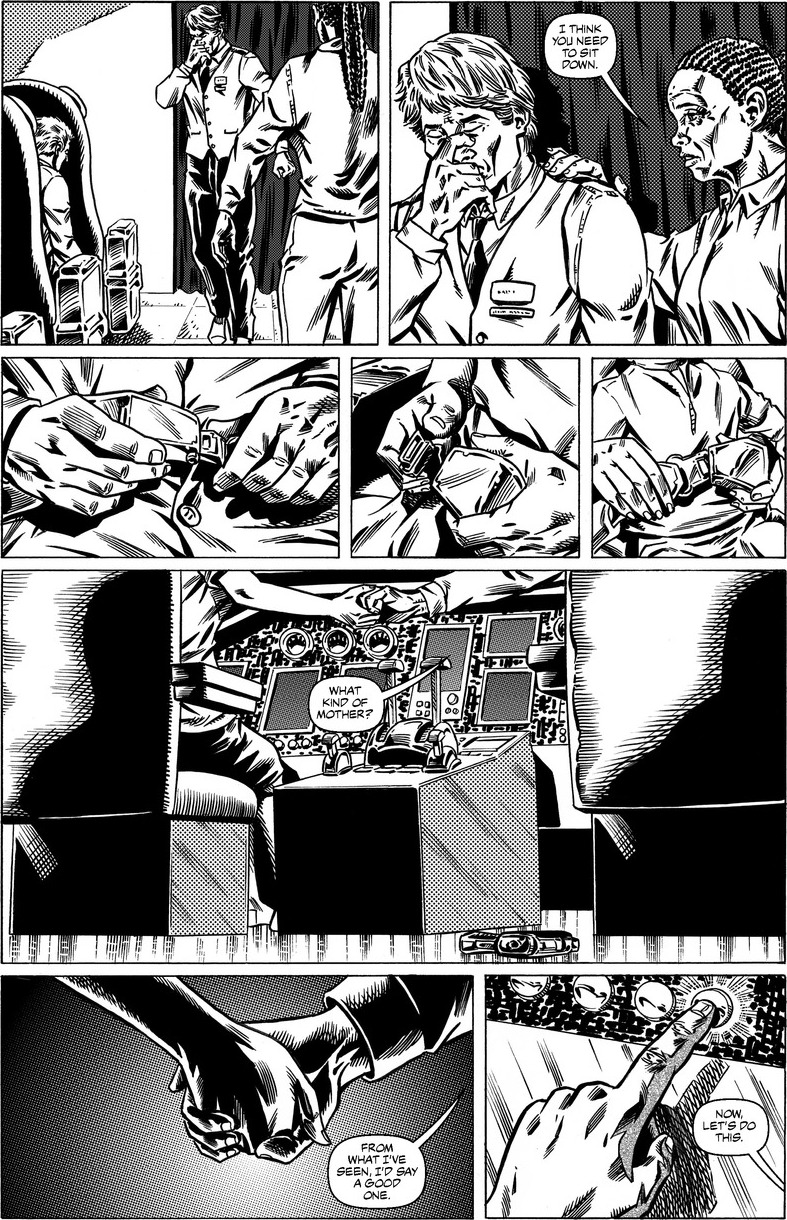 I THINK
YOU NEED
TO SIT
DOWN.
WHAT
KIND OF
MOTHER?
FROM
WHAT I'VE
SEEN, I'D SAY
A GOOD
ONE.
NOW,
LET'S DO
THIS.